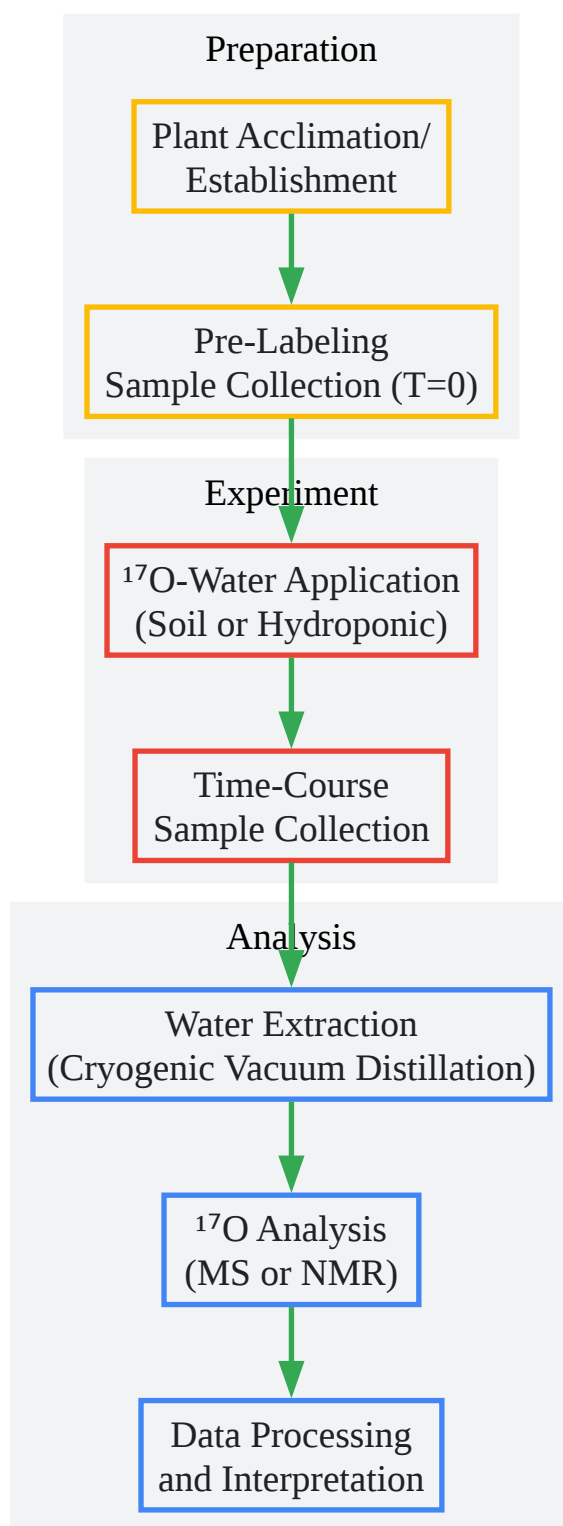 Preparation
Plant Acclimation/
Establishment
Pre-Labeling
Sample Collection (T=0)
Experiment
¹⁷O-Water Application
(Soil or Hydroponic)
Time-Course
Sample Collection
Analysis
Water Extraction
(Cryogenic Vacuum Distillation)
¹⁷O Analysis
(MS or NMR)
Data Processing
and Interpretation